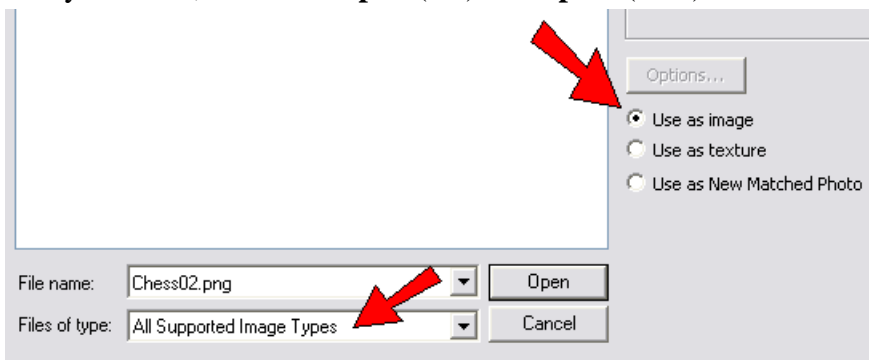 Options...
Use as image
Use as texture
Use as New Matched Photo
File name: Chess02.png Open
Files of type: All Supported Image Types Cancel